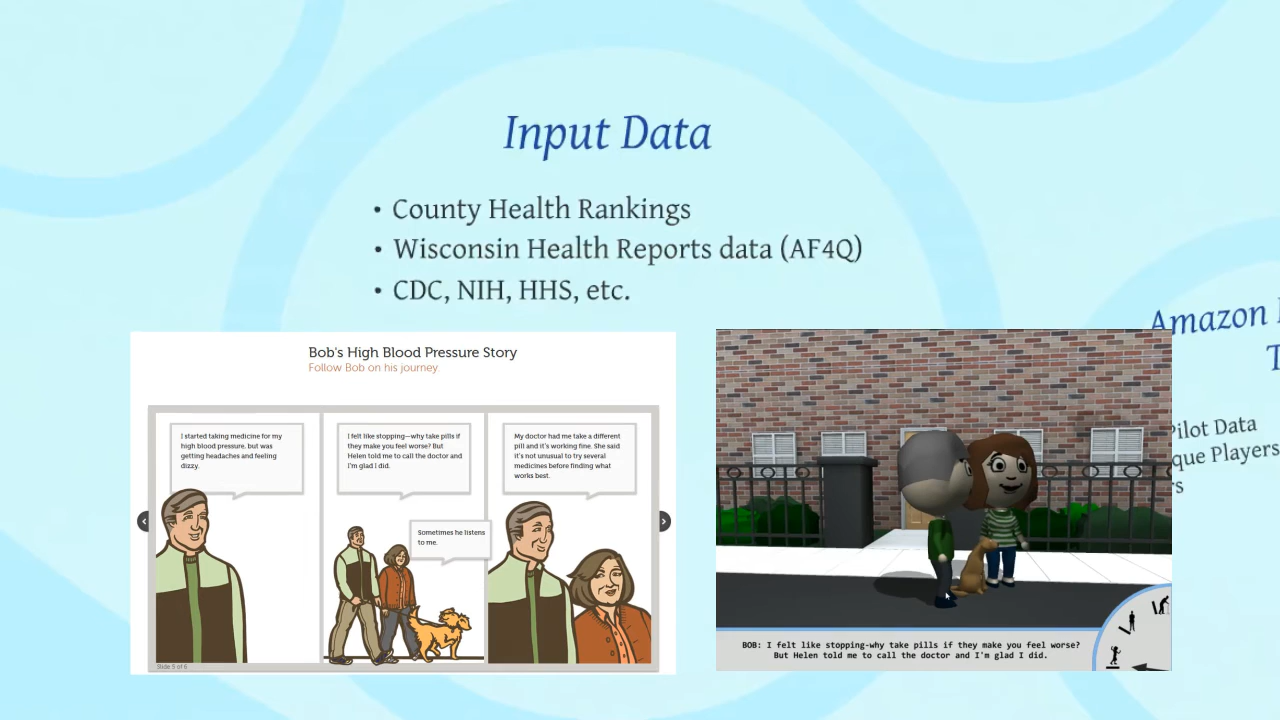 Input Data
• County Health Rankings
• Wisconsin Health Reports data (AF4Q)
• CDC, NIH, HHS, etc.
Bob's High Blood Pressure Story
Follow Bob on his journey
I started taking medicine for my
high blood pressure, but was
getting headaches and feeling
dizzy.
I felt like stopping—why take pills if
they make you feel worse? But
Helen told me to call the doctor and
I'm glad I did.
Sometimes he listens
to me.
My doctor had me take a different
pill and it's working fine. She said
it's not unusual to try several
medicines before finding what
works best.
Slide 5 of 6
BOB: I felt like stopping-why take pills if they make you feel worse?
But Helen told me to call the doctor and I'm glad I did.
Amazon
Pilot Data
Players